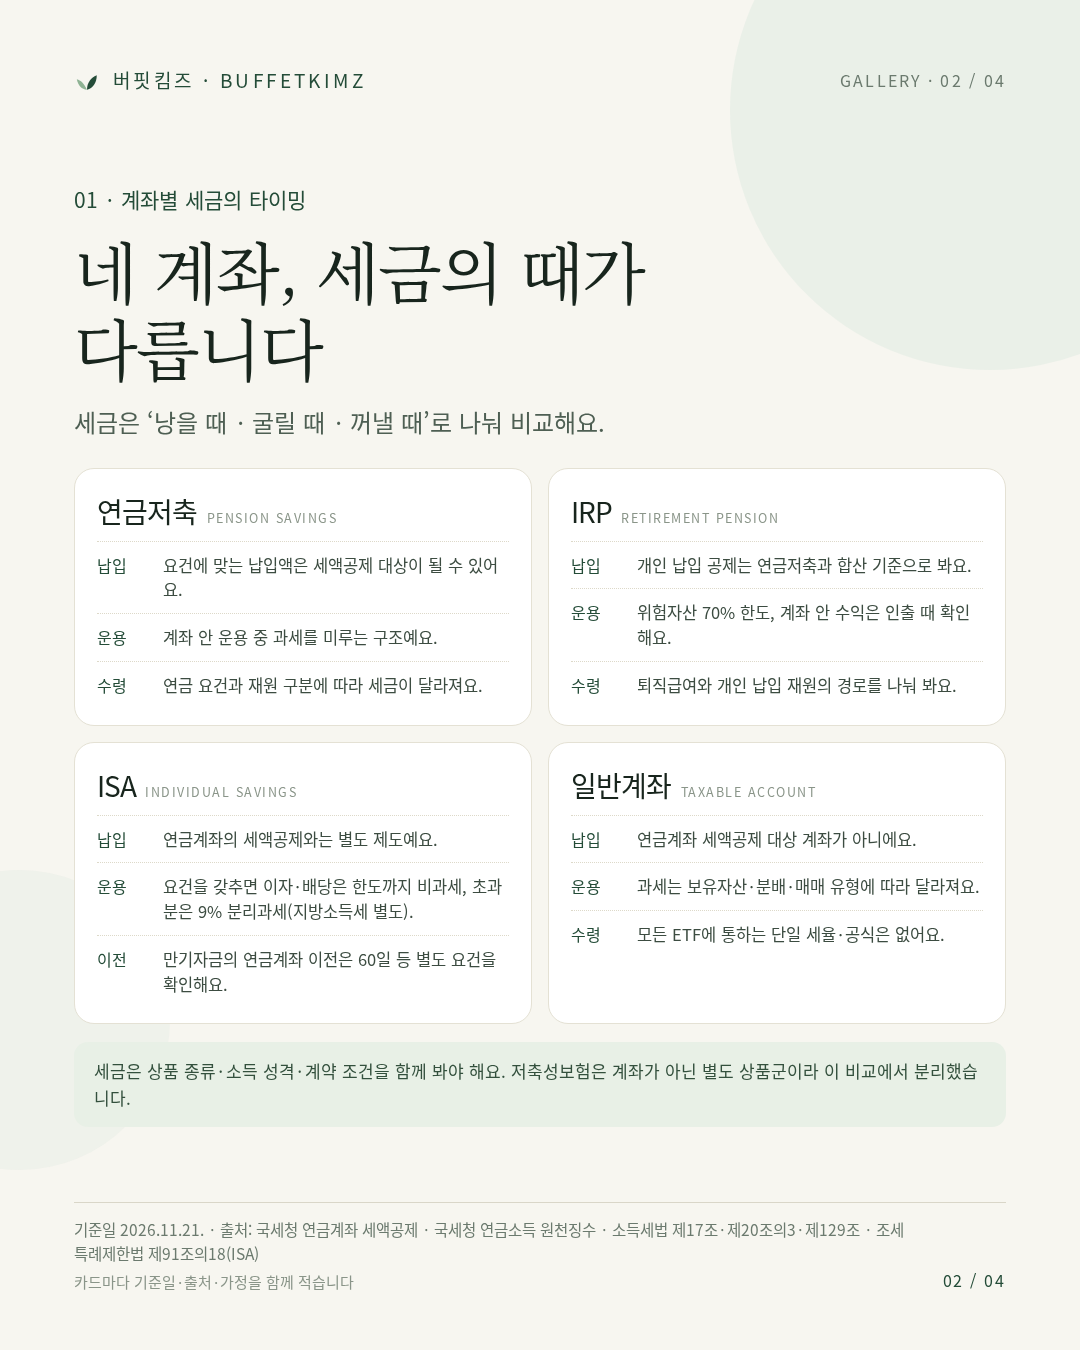 버핏킴즈 · BUFFETKIMZ
GALLERY · 02 / 04
01 · 계좌별 세금의 타이밍
네 계좌, 세금의 때가
다릅니다
세금은 ‘낭을 때 · 굴릴 때 · 꺼낼 때’로 나눠 비교해요.
연금저축 PENSION SAVINGS
납입 요건에 맞는 납입액은 세액공제 대상이 될 수 있어
요.
운용 계좌 안 운용 중 과세를 미루는 구조예요.
수령 연금 요건과 재원 구분에 따라 세금이 달라져요.
IRP RETIREMENT PENSION
납입 개인 납입 공제는 연금저축과 합산 기준으로 봐요.
운용 위험자산 70% 한도, 계좌 안 수익은 인출 때 확인
해요.
수령 퇴직급여와 개인 납입 재원의 경로를 나눠 봐요.
ISA INDIVIDUAL SAVINGS
납입 연금계좌의 세액공제와는 별도 제도예요.
운용 요건을 갖추면 이자·배당은 한도까지 비과세, 초과
분은 9% 분리과세(지방소득세 별도).
이전 만기자금의 연금계좌 이전은 60일 등 별도 요건을
확인해요.
일반계좌 TAXABLE ACCOUNT
납입 연금계좌 세액공제 대상 계좌가 아니에요.
운용 과세는 보유자산·분배·매매 유형에 따라 달라져요.
수령 모든 ETF에 통하는 단일 세율·공식은 없어요.
세금은 상품 종류·소득 성격·계약 조건을 함께 봐야 해요. 저축성보험은 계좌가 아닌 별도 상품군이라 이 비교에서 분리했습
니다.
기준일 2026.11.21. · 출처: 국세청 연금계좌 세액공제 · 국세청 연금소득 원천징수 · 소득세법 제17조·제20조의3·제129조 · 조세
특례제한법 제91조의18(ISA)
카드마다 기준일·출처·가정을 함께 적습니다
02 / 04